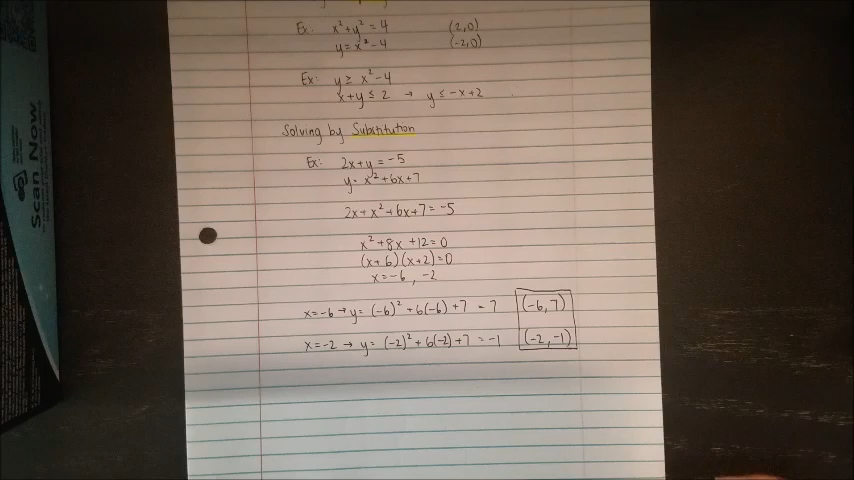 Ex: x²+y²=4 (2,0)
y=x²-4 (-2,0)
Ex: y≥ x²-4
x+y≤2 → y≤-x+2
Solving by Substitution
Ex: 2x+y=-5
y= x²+6x+7
2x+x²+6x+7=-5
x²+8x+12=0
(x+6)(x+2)=0
x=-6, -2
x=-6→y=(-6)²+6(-6)+7 = 7 (-6,7)
x=-2→y=(-2)²+6(-2)+7=-1 (-2,-1)
Scan Now